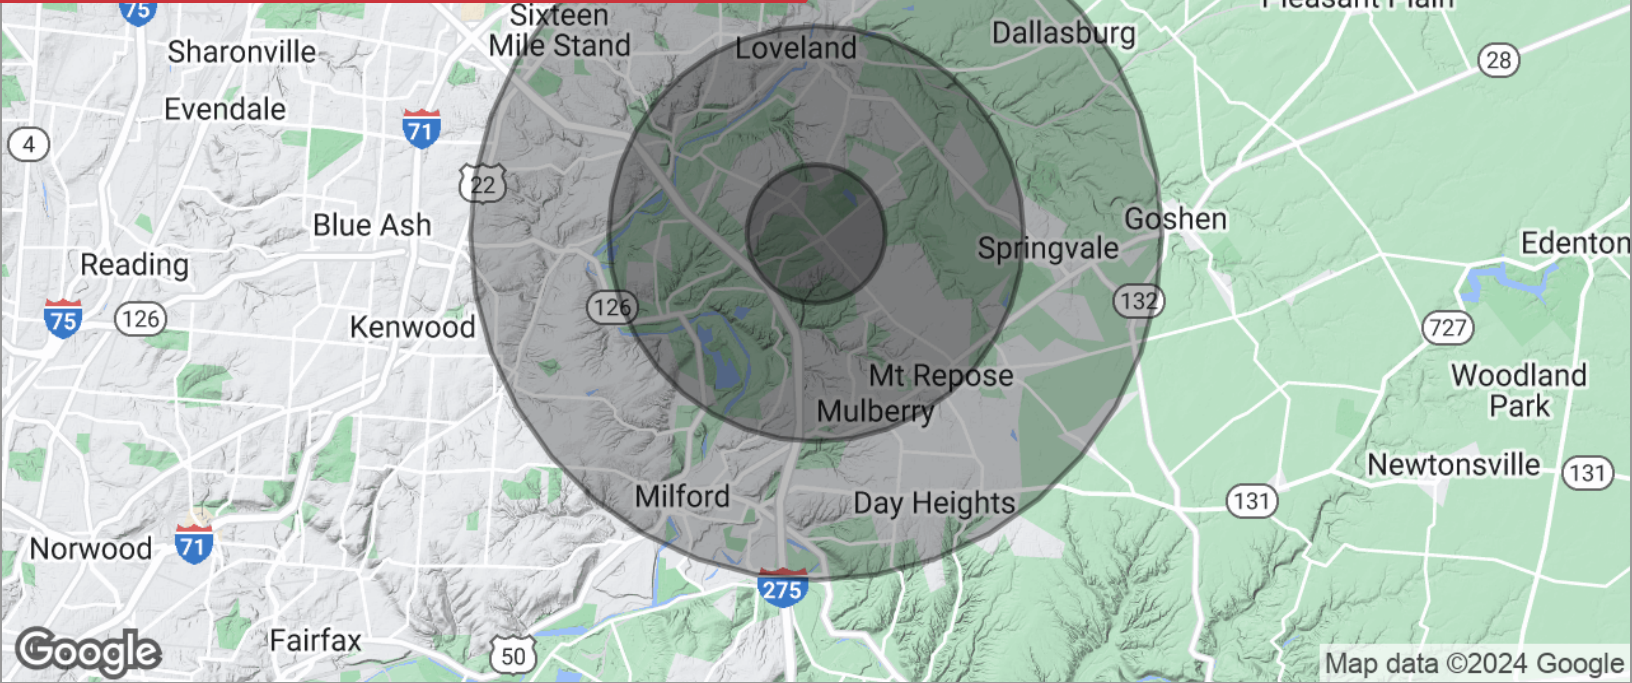 75
Sixteen
Mile Stand
Loveland
Dallasburg
Pleasant Plain
Sharonville
28
Evendale
71
4
22
Blue Ash
Goshen
Springvale
Edenton
Reading
75
126
126
132
Kenwood
727
Mt Repose
Mulberry
Woodland
Park
Newtonsville
131
Milford
Day Heights
131
Norwood
71
275
Fairfax
50
Google
Map data ©2024 Google